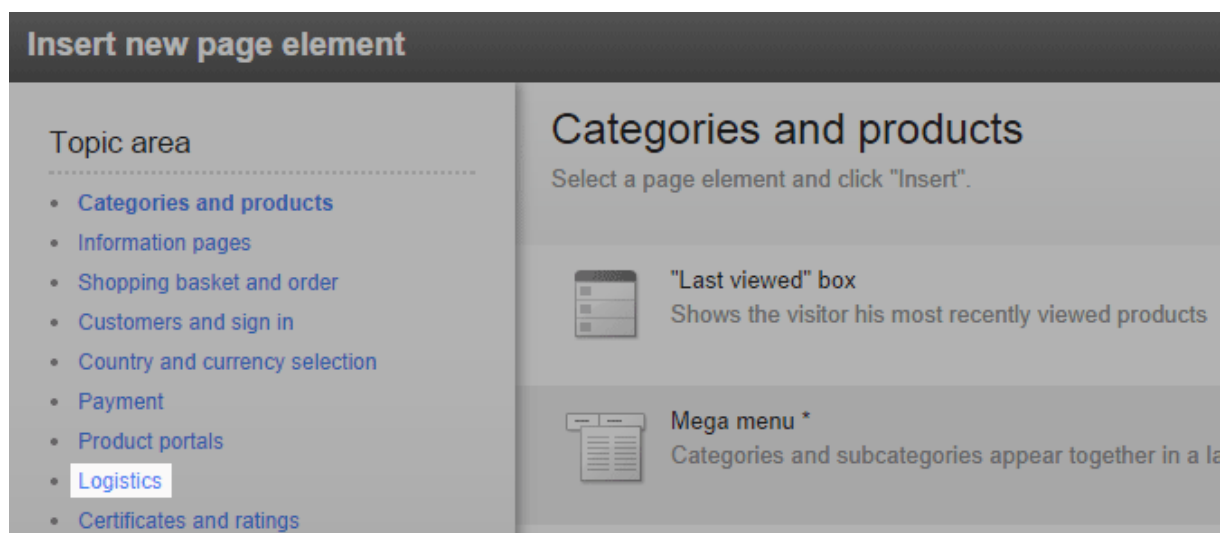 Insert new page element
Topic area
Categories and products
Information pages
Shopping basket and order
Customers and sign in
Country and currency selection
Payment
Product portals
Logistics
Certificates and ratings
Categories and products
Select a page element and click "Insert".
"Last viewed" box
Shows the visitor his most recently viewed products
Mega menu *
Categories and subcategories appear together in a